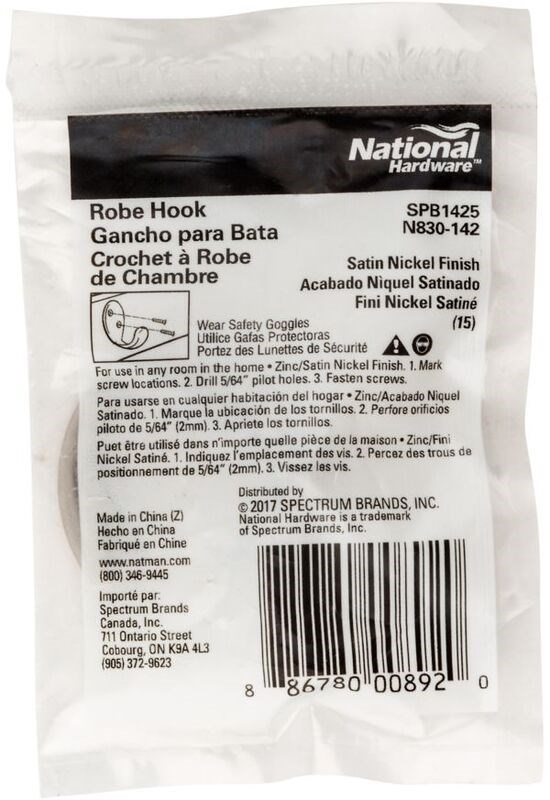 National
Hardware™
Robe Hook
Gancho para Bata
Crochet à Robe
de Chambre
SPB1425
N830-142
Satin Nickel Finish
Acabado Niquel Satinado
Fini Nickel Satiné
(15)
Wear Safety Goggles
Utilice Gafas Protectoras
Portez des Lunettes de Sécurité
For use in any room in the home • Zinc/Satin Nickel Finish. 1. Mark
screw locations. 2. Drill 5/64" pilot holes. 3. Fasten screws.
Para usarse en cualquier habitación del hogar • Zinc/Acabado Niquel
Satinado. 1. Marque la ubicación de los tornillos. 2. Perfore orificios
piloto de 5/64" (2mm). 3. Apriete los tornillos.
Puet être utilisé dans n'importe quelle pièce de la maison • Zinc/Fini
Nickel Satiné. 1. Indiquez l'emplacement des vis. 2. Percez des trous de
positionnement de 5/64" (2mm). 3. Vissez les vis.
Made in China (Z)
Hecho en China
Fabriqué en Chine
www.natman.com
(800) 346-9445
Importé par:
Spectrum Brands
Canada, Inc.
711 Ontario Street
Cobourg, ON K9A 4L3
(905) 372-9623
Distributed by
© 2017 SPECTRUM BRANDS, INC.
National Hardware is a trademark
of Spectrum Brands, Inc.
8 86780 00892 0